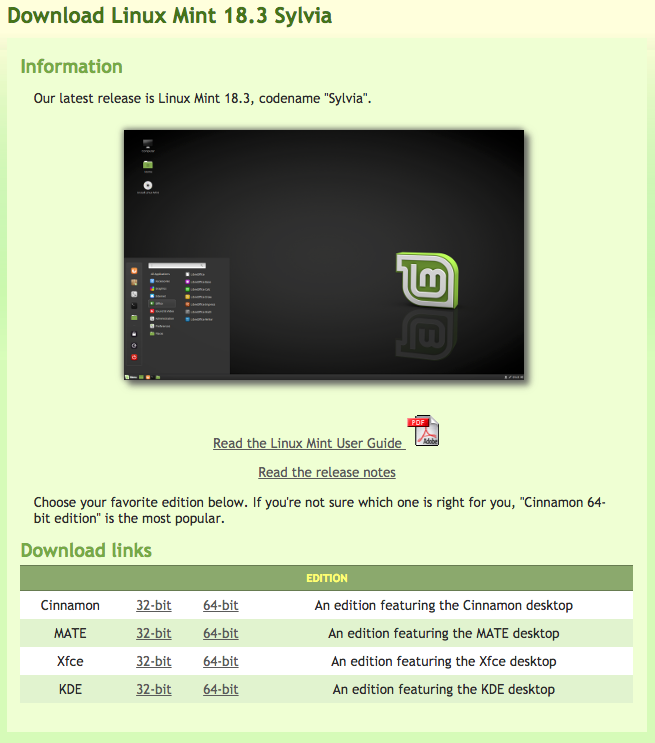 Download Linux Mint 18.3 Sylvia
Information
Our latest release is Linux Mint 18.3, codename "Sylvia".
PDF
Adobe
Read the Linux Mint User Guide
Read the release notes
Choose your favorite edition below. If you're not sure which one is right for you, "Cinnamon 64-
bit edition" is the most popular.
Download links
EDITION
Cinnamon 32-bit 64-bit An edition featuring the Cinnamon desktop
MATE 32-bit 64-bit An edition featuring the MATE desktop
Xfce 32-bit 64-bit An edition featuring the Xfce desktop
KDE 32-bit 64-bit An edition featuring the KDE desktop